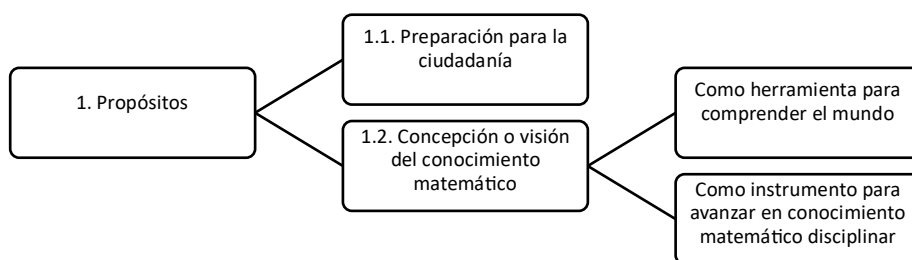 1. Propósitos
1.1. Preparación para la
ciudadanía
1.2. Concepción o visión
del conocimiento
matemático
Como herramienta para
comprender el mundo
Como instrumento para
avanzar en conocimiento
matemático disciplinar